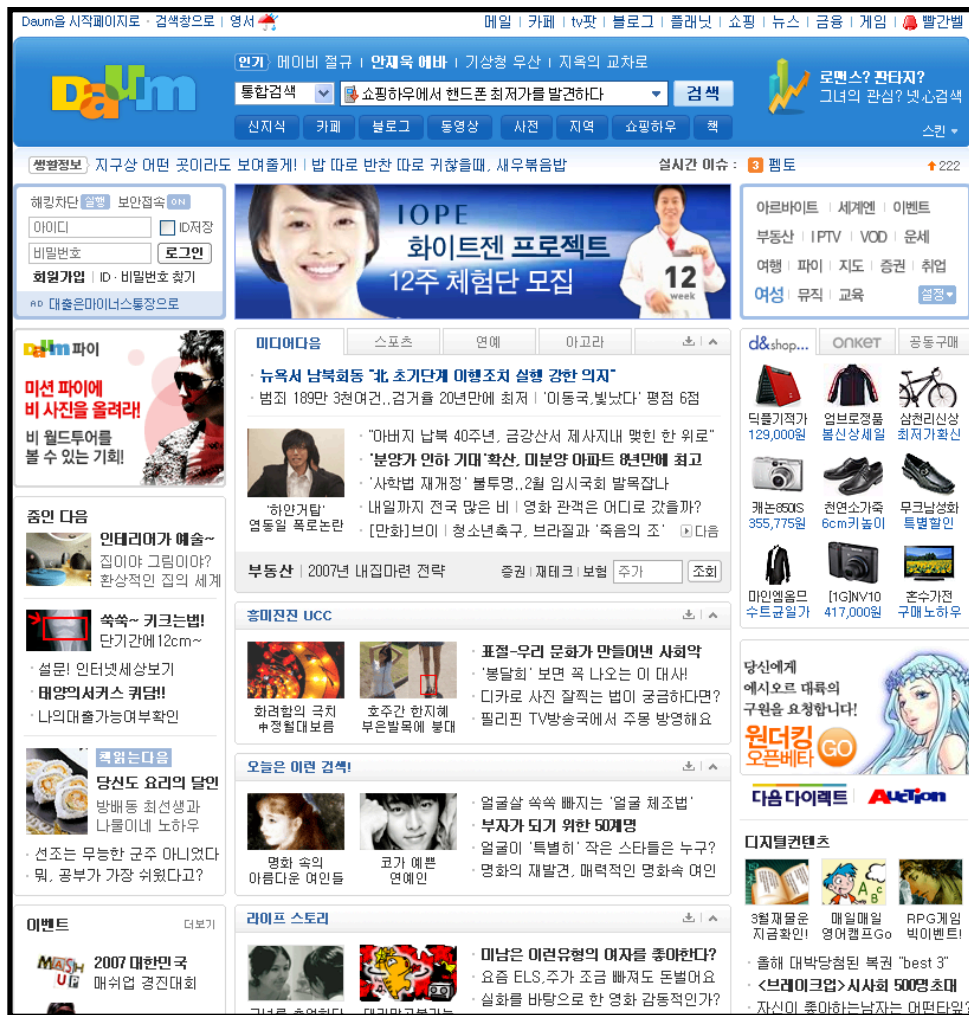 Daum을 시작페이지로 · 검색창으로 | 영서
메일 | 카페 | tv팟 | 블로그 | 플래닛 | 쇼핑 | 뉴스 | 금융 | 게임 | 빨간벨
Daum
인기 메이비 절규 | 안재욱 에바 | 기상청 우산 | 지옥의 교차로
통합검색 쇼핑하우에서 핸드폰 최저가를 발견하다 검색
신지식 카페 블로그 동영상 사전 지역 쇼핑하우 책
로맨스? 판타지?
그녀의 관심? 넷心검색
스킨
생활정보 지구상 어떤 곳이라도 보여줄게! | 밥 따로 반찬 따로 귀찮을때, 새우볶음밥
실시간 이슈 : 3 펨토 222
해킹차단 실행 보안접속 ON
아이디 ID저장
비밀번호 로그인
회원가입 | ID · 비밀번호 찾기
AD 대출은마이너스통장으로
IOPE
화이트젠 프로젝트
12주 체험단 모집
12
week
아르바이트 | 세계엔 | 이벤트
부동산 | IPTV | VOD | 운세
여행 | 파이 | 지도 | 증권 | 취업
여성 | 뮤직 | 교육 설정
Daum 파이
미션 파이에
비 사진을 올려라!
비 월드투어를
볼 수 있는 기회!
줌인 다음
인테리어가 예술~
집이야 그림이야?
환상적인 집의 세계
쑥쑥~ 키크는법!
단기간에12cm~
· 설문! 인터넷세상보기
· 태양의서커스 퀴담!!
· 나의대출가능여부확인
책읽는다음
당신도 요리의 달인
방배동 최선생과
나물이네 노하우
· 선조는 무능한 군주 아니었다
· 뭐, 공부가 가장 쉬웠다고?
이벤트 더보기
MASH UP
2007 대한민국
매쉬업 경진대회
미디어다음 스포츠 연예 아고라
· 뉴욕서 남북회동 "北, 초기단계 이행조치 실행 강한 의지"
· 범죄 189만 3천여건..검거율 20년만에 최저 | '이동국,빛났다' 평점 6점
'하얀거탑'
염동일 폭로논란
· "아버지 납북 40주년, 금강산서 제사지내 맺힌 한 위로"
· '분양가 인하 기대'확산, 미분양 아파트 8년만에 최고
· '사학법 재개정' 불투명..2월 임시국회 발목잡나
· 내일까지 전국 많은 비 | 영화 관객은 어디로 갔을까?
· [만화]브이 | 청소년축구, 브라질과 '죽음의 조' 다음
부동산 | 2007년 내집마련 전략 증권 | 재테크 | 보험 주가 조회
흥미진진 UCC
화려함의 극치
中정월대보름
호주간 한지혜
부은발목에 붕대
· 표절-우리 문화가 만들어낸 사회악
· '봉달희' 보면 꼭 나오는 이 대사!
· 디카로 사진 잘찍는 법이 궁금하다면?
· 필리핀 TV방송국에서 주몽 방영해요
오늘은 이런 검색!
명화 속의
아름다운 여인들
코가 예쁜
연예인
· 얼굴살 쏙쏙 빠지는 '얼굴 체조법'
· 부자가 되기 위한 50계명
· 얼굴이 '특별히' 작은 스타들은 누구?
· 명화의 재발견, 매력적인 명화속 여인
라이프 스토리
· 미남은 이런유형의 여자를 좋아한다?
· 요즘 ELS,주가 조금 빠져도 돈벌어요
· 실화를 바탕으로 한 영화 감동적인가?
d&shop... ONKET 공동구매
딕플기적가
129,000원
엄브로정품
봄신상세일
삼천리신상
최저가확신
캐논850IS
355,775원
천연소가죽
6cm키높이
무크남성화
특별할인
마인엠옴므
수트균일가
[1G]NV10
417,000원
혼수가전
구매노하우
당신에게
에시오르 대륙의
구원을 요청합니다!
원더킹
오픈베타
GO
다음다이렉트 AUCTION
디지털컨텐츠
ABC
3월재물운
지금확인!
매일매일
영어캠프Go
RPG게임
빅이벤트!
· 올해 대박당첨된 복권 "best 3"
· <브레이크업>시사회 500명초대
· 자신이 좋아하는남자는 어떤타입?